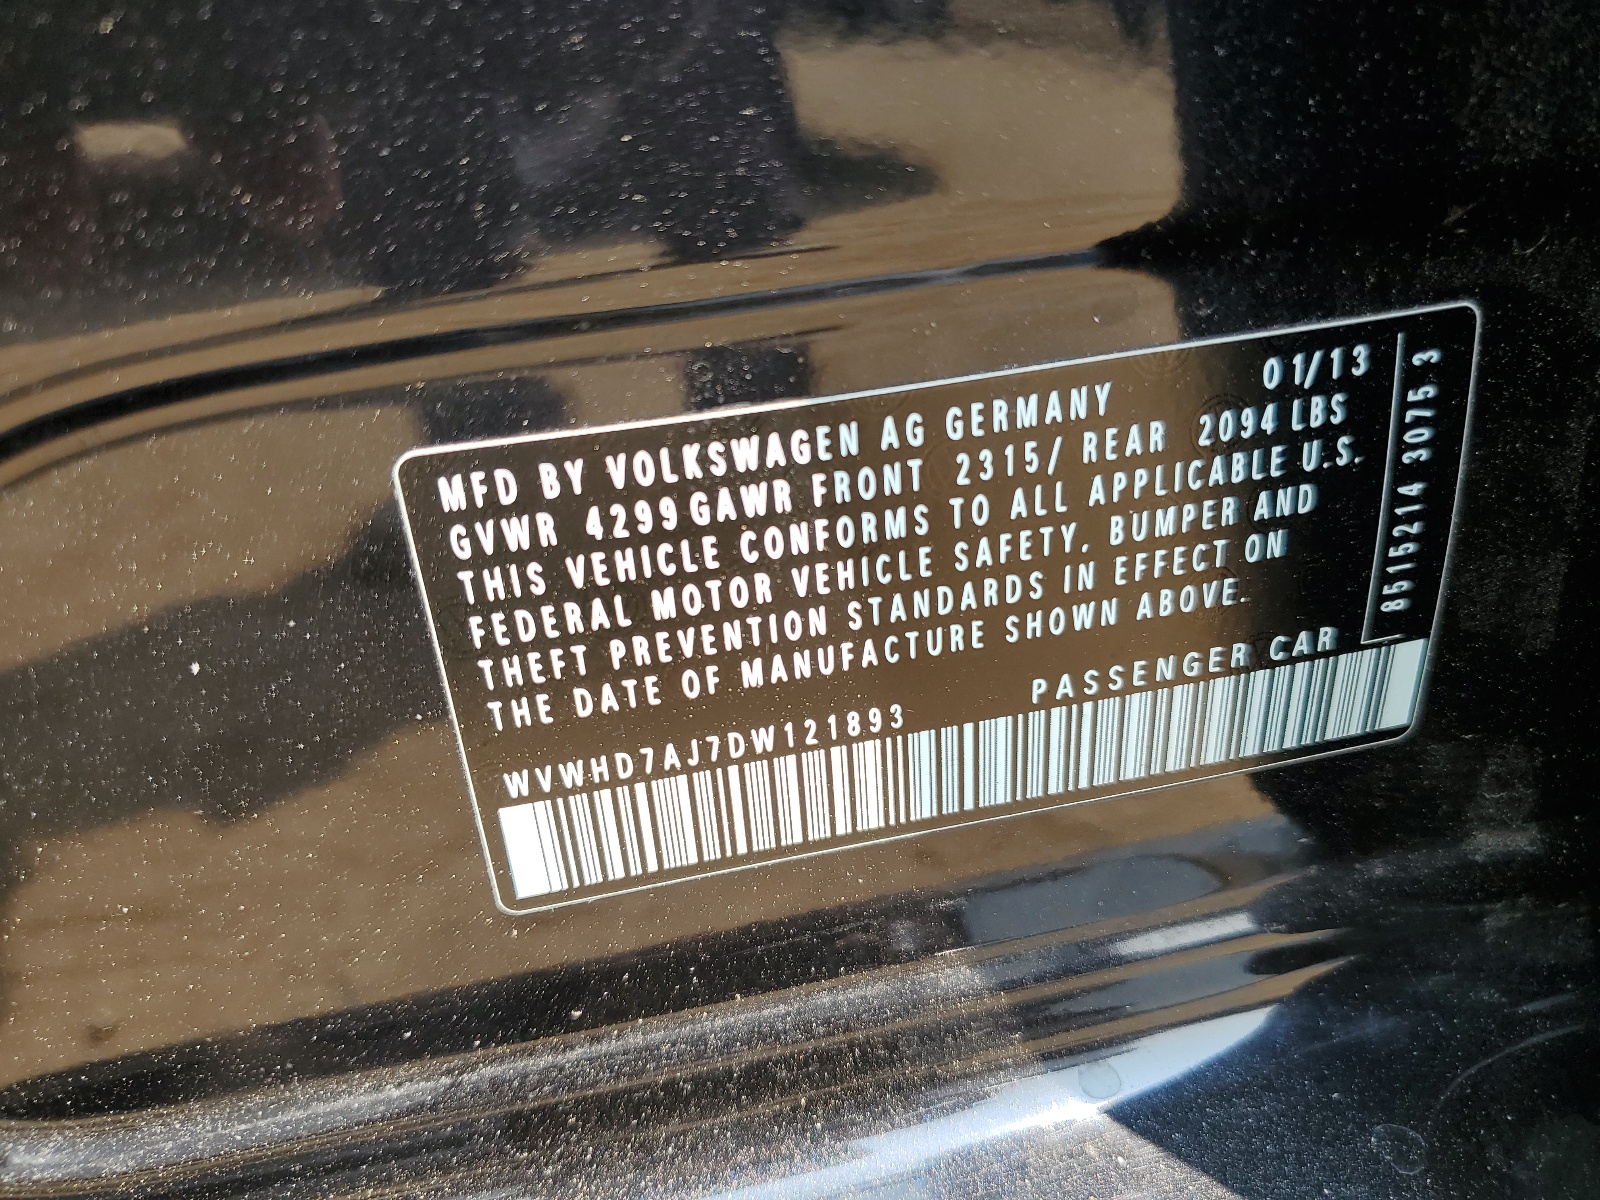 MFD BY VOLKSWAGEN AG GERMANY 01/13
GVWR 4299 GAWR FRONT 2315/ REAR 2094 LBS
THIS VEHICLE CONFORMS TO ALL APPLICABLE U.S.
FEDERAL MOTOR VEHICLE SAFETY, BUMPER AND
THEFT PREVENTION STANDARDS IN EFFECT ON
THE DATE OF MANUFACTURE SHOWN ABOVE.
WVWHD7AJ7DW121893 PASSENGER CAR
8515214 3075 3